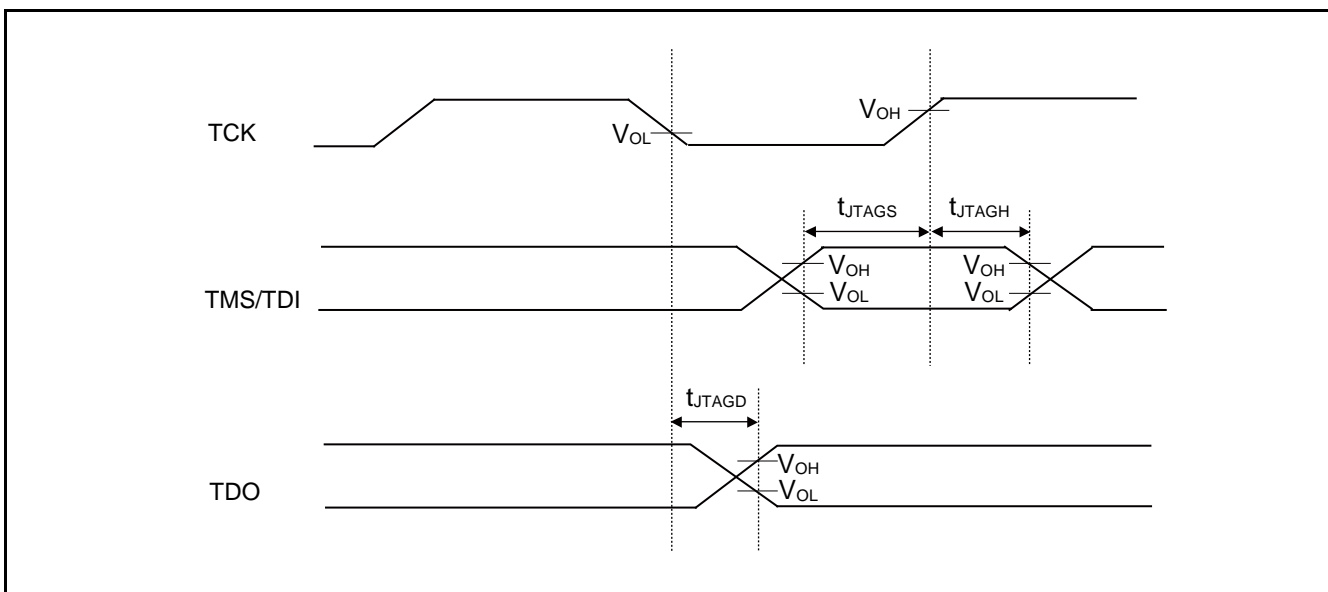 TCK
VOL
VOH
tJTAGS
tJTAGH
TMS/TDI
VOH
VOL
VOH
VOL
tJTAGD
TDO
VOH
VOL